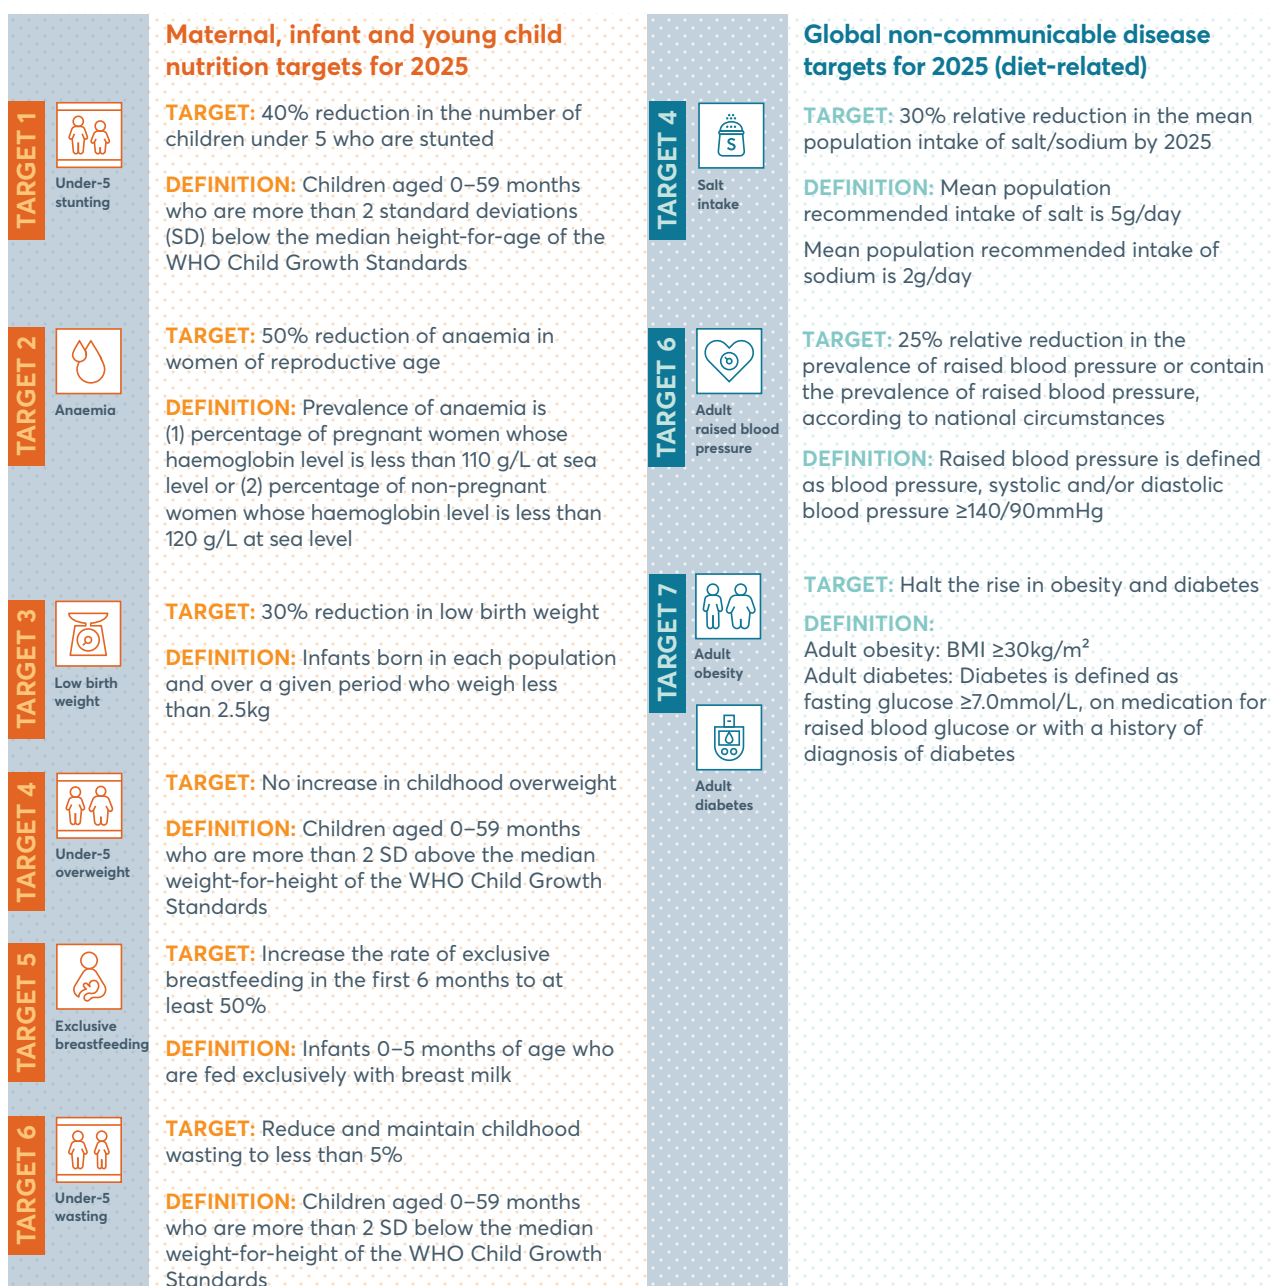 Maternal, infant and young child
nutrition targets for 2025
TARGET 1
Under-5
stunting
TARGET: 40% reduction in the number of
children under 5 who are stunted
DEFINITION: Children aged 0–59 months
who are more than 2 standard deviations
(SD) below the median height-for-age of the
WHO Child Growth Standards
TARGET 2
Anaemia
TARGET: 50% reduction of anaemia in
women of reproductive age
DEFINITION: Prevalence of anaemia is
(1) percentage of pregnant women whose
haemoglobin level is less than 110 g/L at sea
level or (2) percentage of non-pregnant
women whose haemoglobin level is less than
120 g/L at sea level
TARGET 3
Low birth
weight
TARGET: 30% reduction in low birth weight
DEFINITION: Infants born in each population
and over a given period who weigh less
than 2.5kg
TARGET 4
Under-5
overweight
TARGET: No increase in childhood overweight
DEFINITION: Children aged 0–59 months
who are more than 2 SD above the median
weight-for-height of the WHO Child Growth
Standards
TARGET 5
Exclusive
breastfeeding
TARGET: Increase the rate of exclusive
breastfeeding in the first 6 months to at
least 50%
DEFINITION: Infants 0–5 months of age who
are fed exclusively with breast milk
TARGET 6
Under-5
wasting
TARGET: Reduce and maintain childhood
wasting to less than 5%
DEFINITION: Children aged 0–59 months
who are more than 2 SD below the median
weight-for-height of the WHO Child Growth
Standards
Global non-communicable disease
targets for 2025 (diet-related)
TARGET 4
S
Salt
intake
TARGET: 30% relative reduction in the mean
population intake of salt/sodium by 2025
DEFINITION: Mean population
recommended intake of salt is 5g/day
Mean population recommended intake of
sodium is 2g/day
TARGET 6
Adult
raised blood
pressure
TARGET: 25% relative reduction in the
prevalence of raised blood pressure or contain
the prevalence of raised blood pressure,
according to national circumstances
DEFINITION: Raised blood pressure is defined
as blood pressure, systolic and/or diastolic
blood pressure ≥140/90mmHg
TARGET 7
Adult
obesity
Adult
diabetes
TARGET: Halt the rise in obesity and diabetes
DEFINITION:
Adult obesity: BMI ≥30kg/m²
Adult diabetes: Diabetes is defined as
fasting glucose ≥7.0mmol/L, on medication for
raised blood glucose or with a history of
diagnosis of diabetes